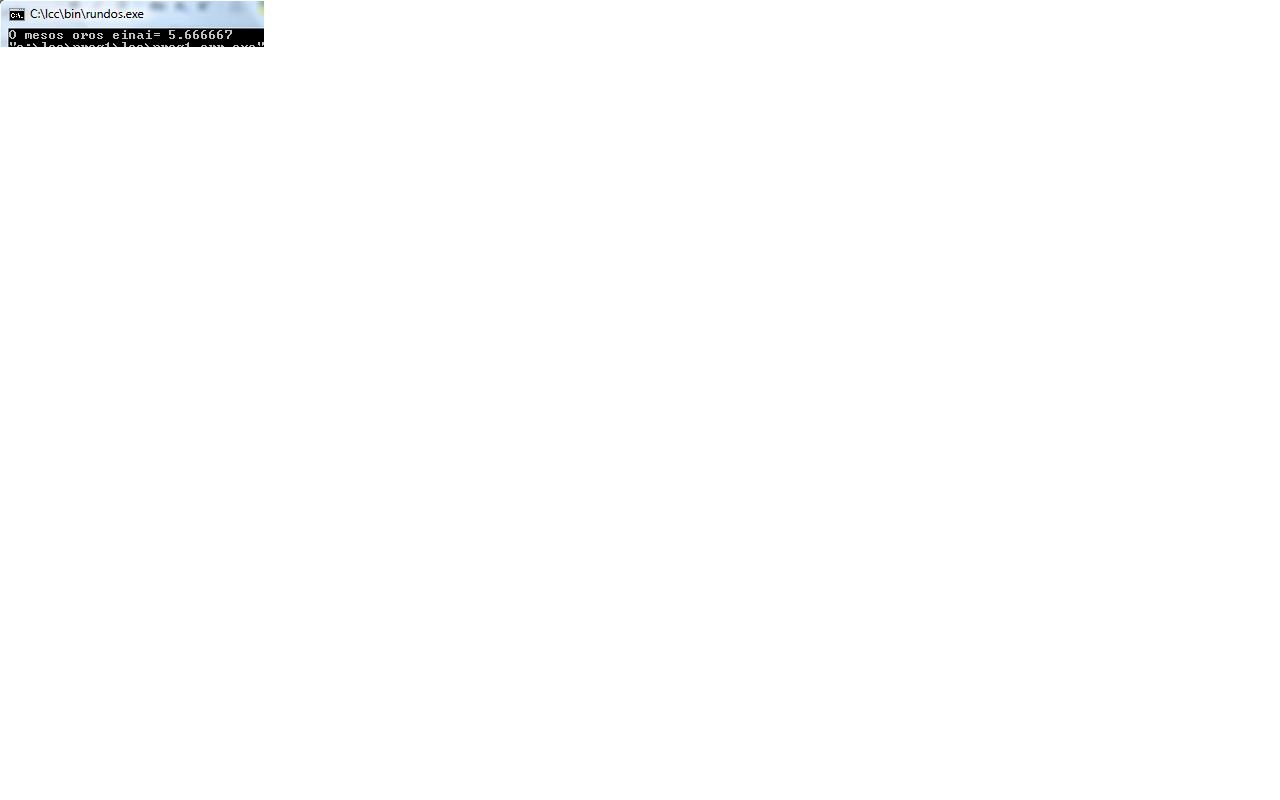 C:\lcc\bin\rundos.exe
O mesos oros einai= 5.666667